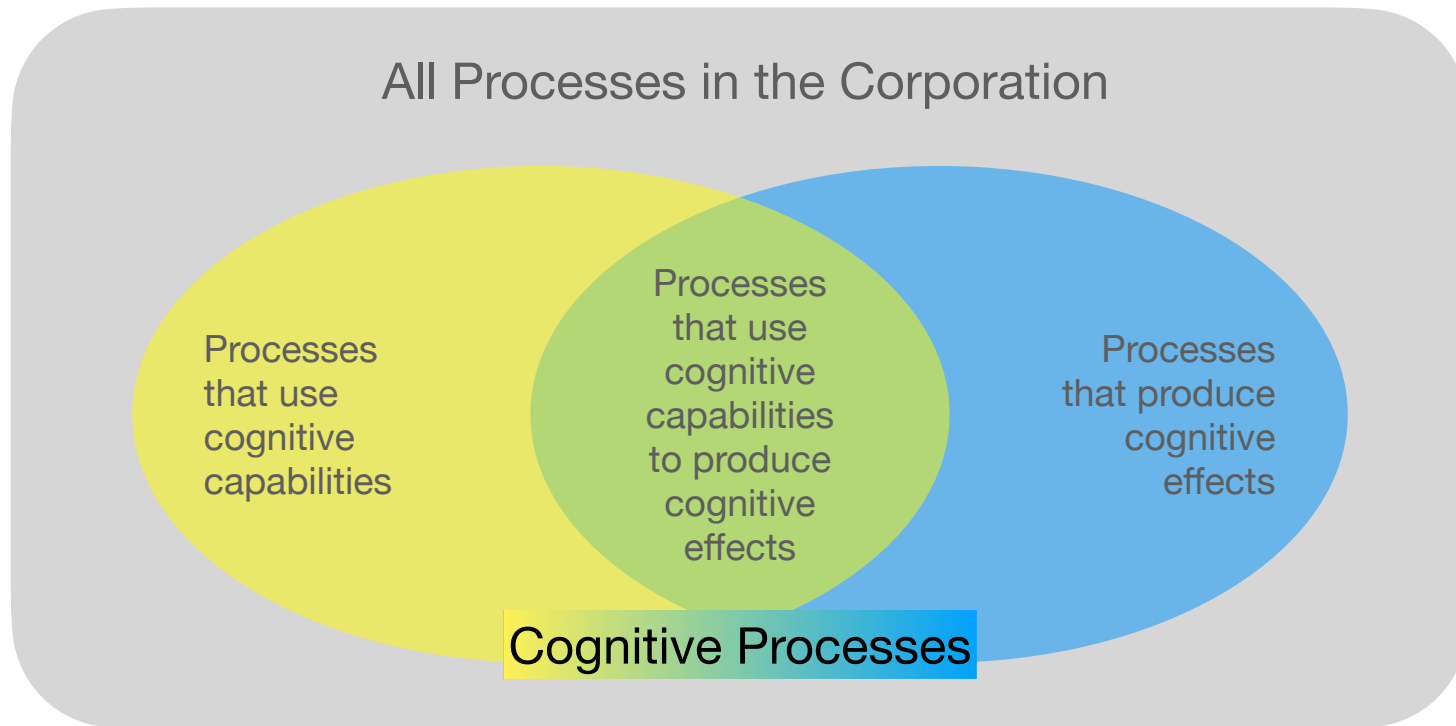 All Processes in the Corporation
Processes
that use
cognitive
capabilities
Processes
that use
cognitive
capabilities
to produce
cognitive
effects
Processes
that produce
cognitive
effects
Cognitive Processes